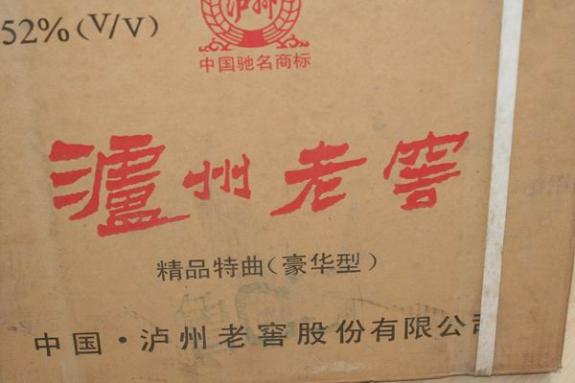 52%(V/V)
泸州
中国驰名商标
瀘州老窖
精品特曲(豪华型)
中国·泸州老窖股份有限公司